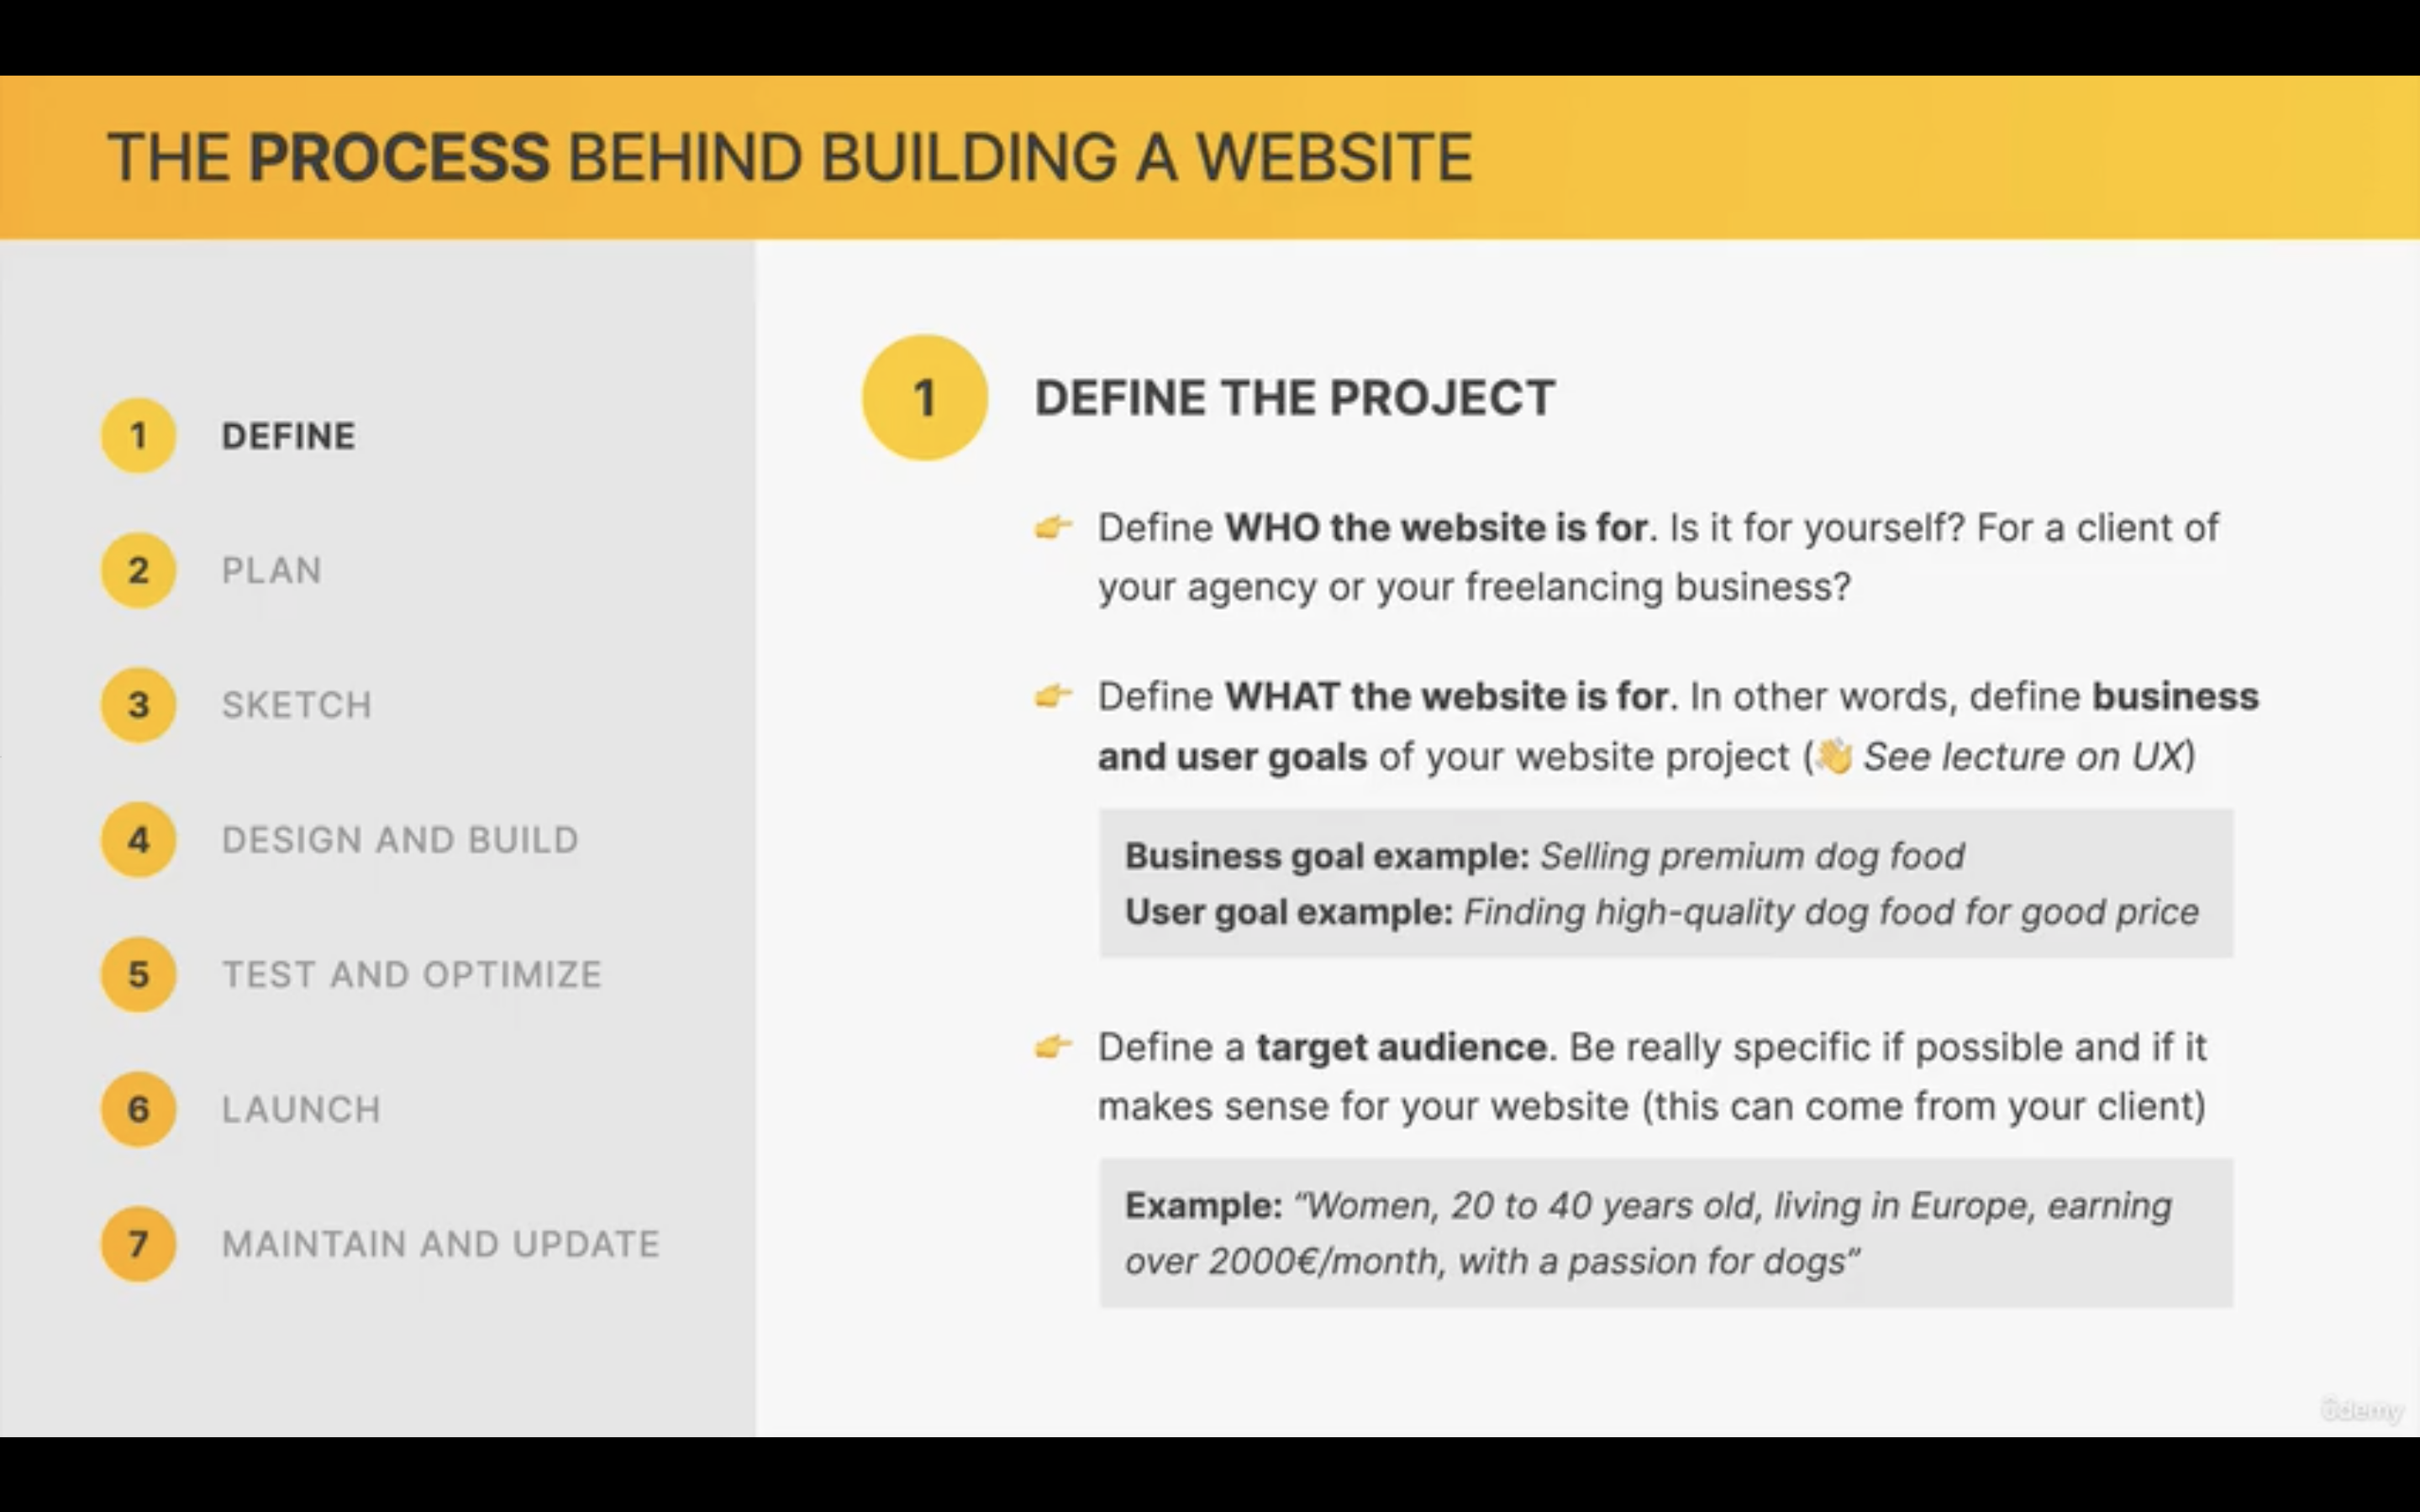 THE PROCESS BEHIND BUILDING A WEBSITE
1 DEFINE
2 PLAN
3 SKETCH
4 DESIGN AND BUILD
5 TEST AND OPTIMIZE
6 LAUNCH
7 MAINTAIN AND UPDATE
1 DEFINE THE PROJECT
👉 Define WHO the website is for. Is it for yourself? For a client of
your agency or your freelancing business?
👉 Define WHAT the website is for. In other words, define business
and user goals of your website project (👋 See lecture on UX)
Business goal example: Selling premium dog food
User goal example: Finding high-quality dog food for good price
👉 Define a target audience. Be really specific if possible and if it
makes sense for your website (this can come from your client)
Example: “Women, 20 to 40 years old, living in Europe, earning
over 2000€/month, with a passion for dogs”
ûdemy